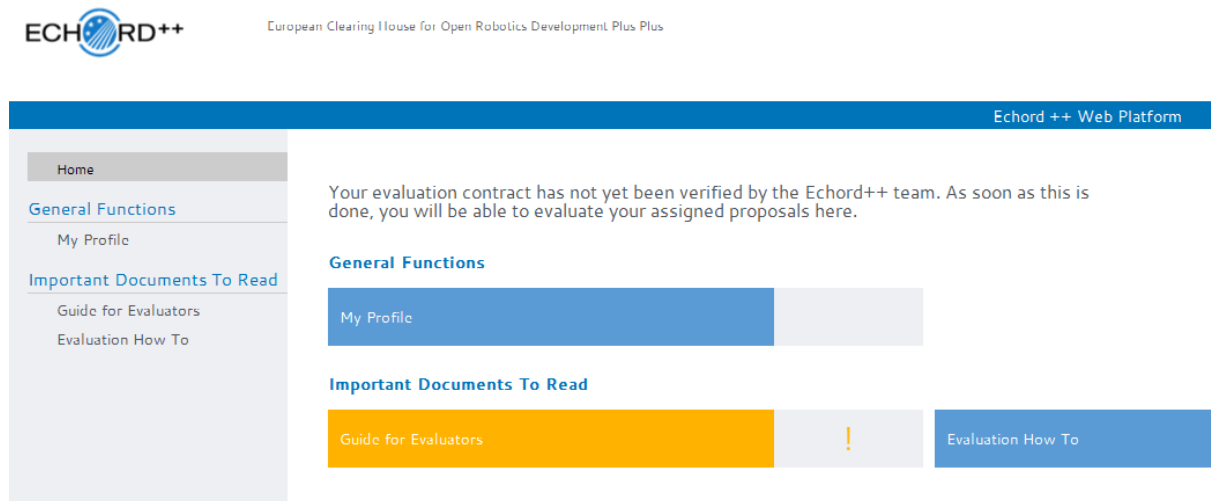 ECHORD++
European Clearing House for Open Robotics Development Plus Plus
Echord ++ Web Platform
Home
General Functions
My Profile
Important Documents To Read
Guide for Evaluators
Evaluation How To
Your evaluation contract has not yet been verified by the Echord++ team. As soon as this is
done, you will be able to evaluate your assigned proposals here.
General Functions
My Profile
Important Documents To Read
Guide for Evaluators
!
Evaluation How To